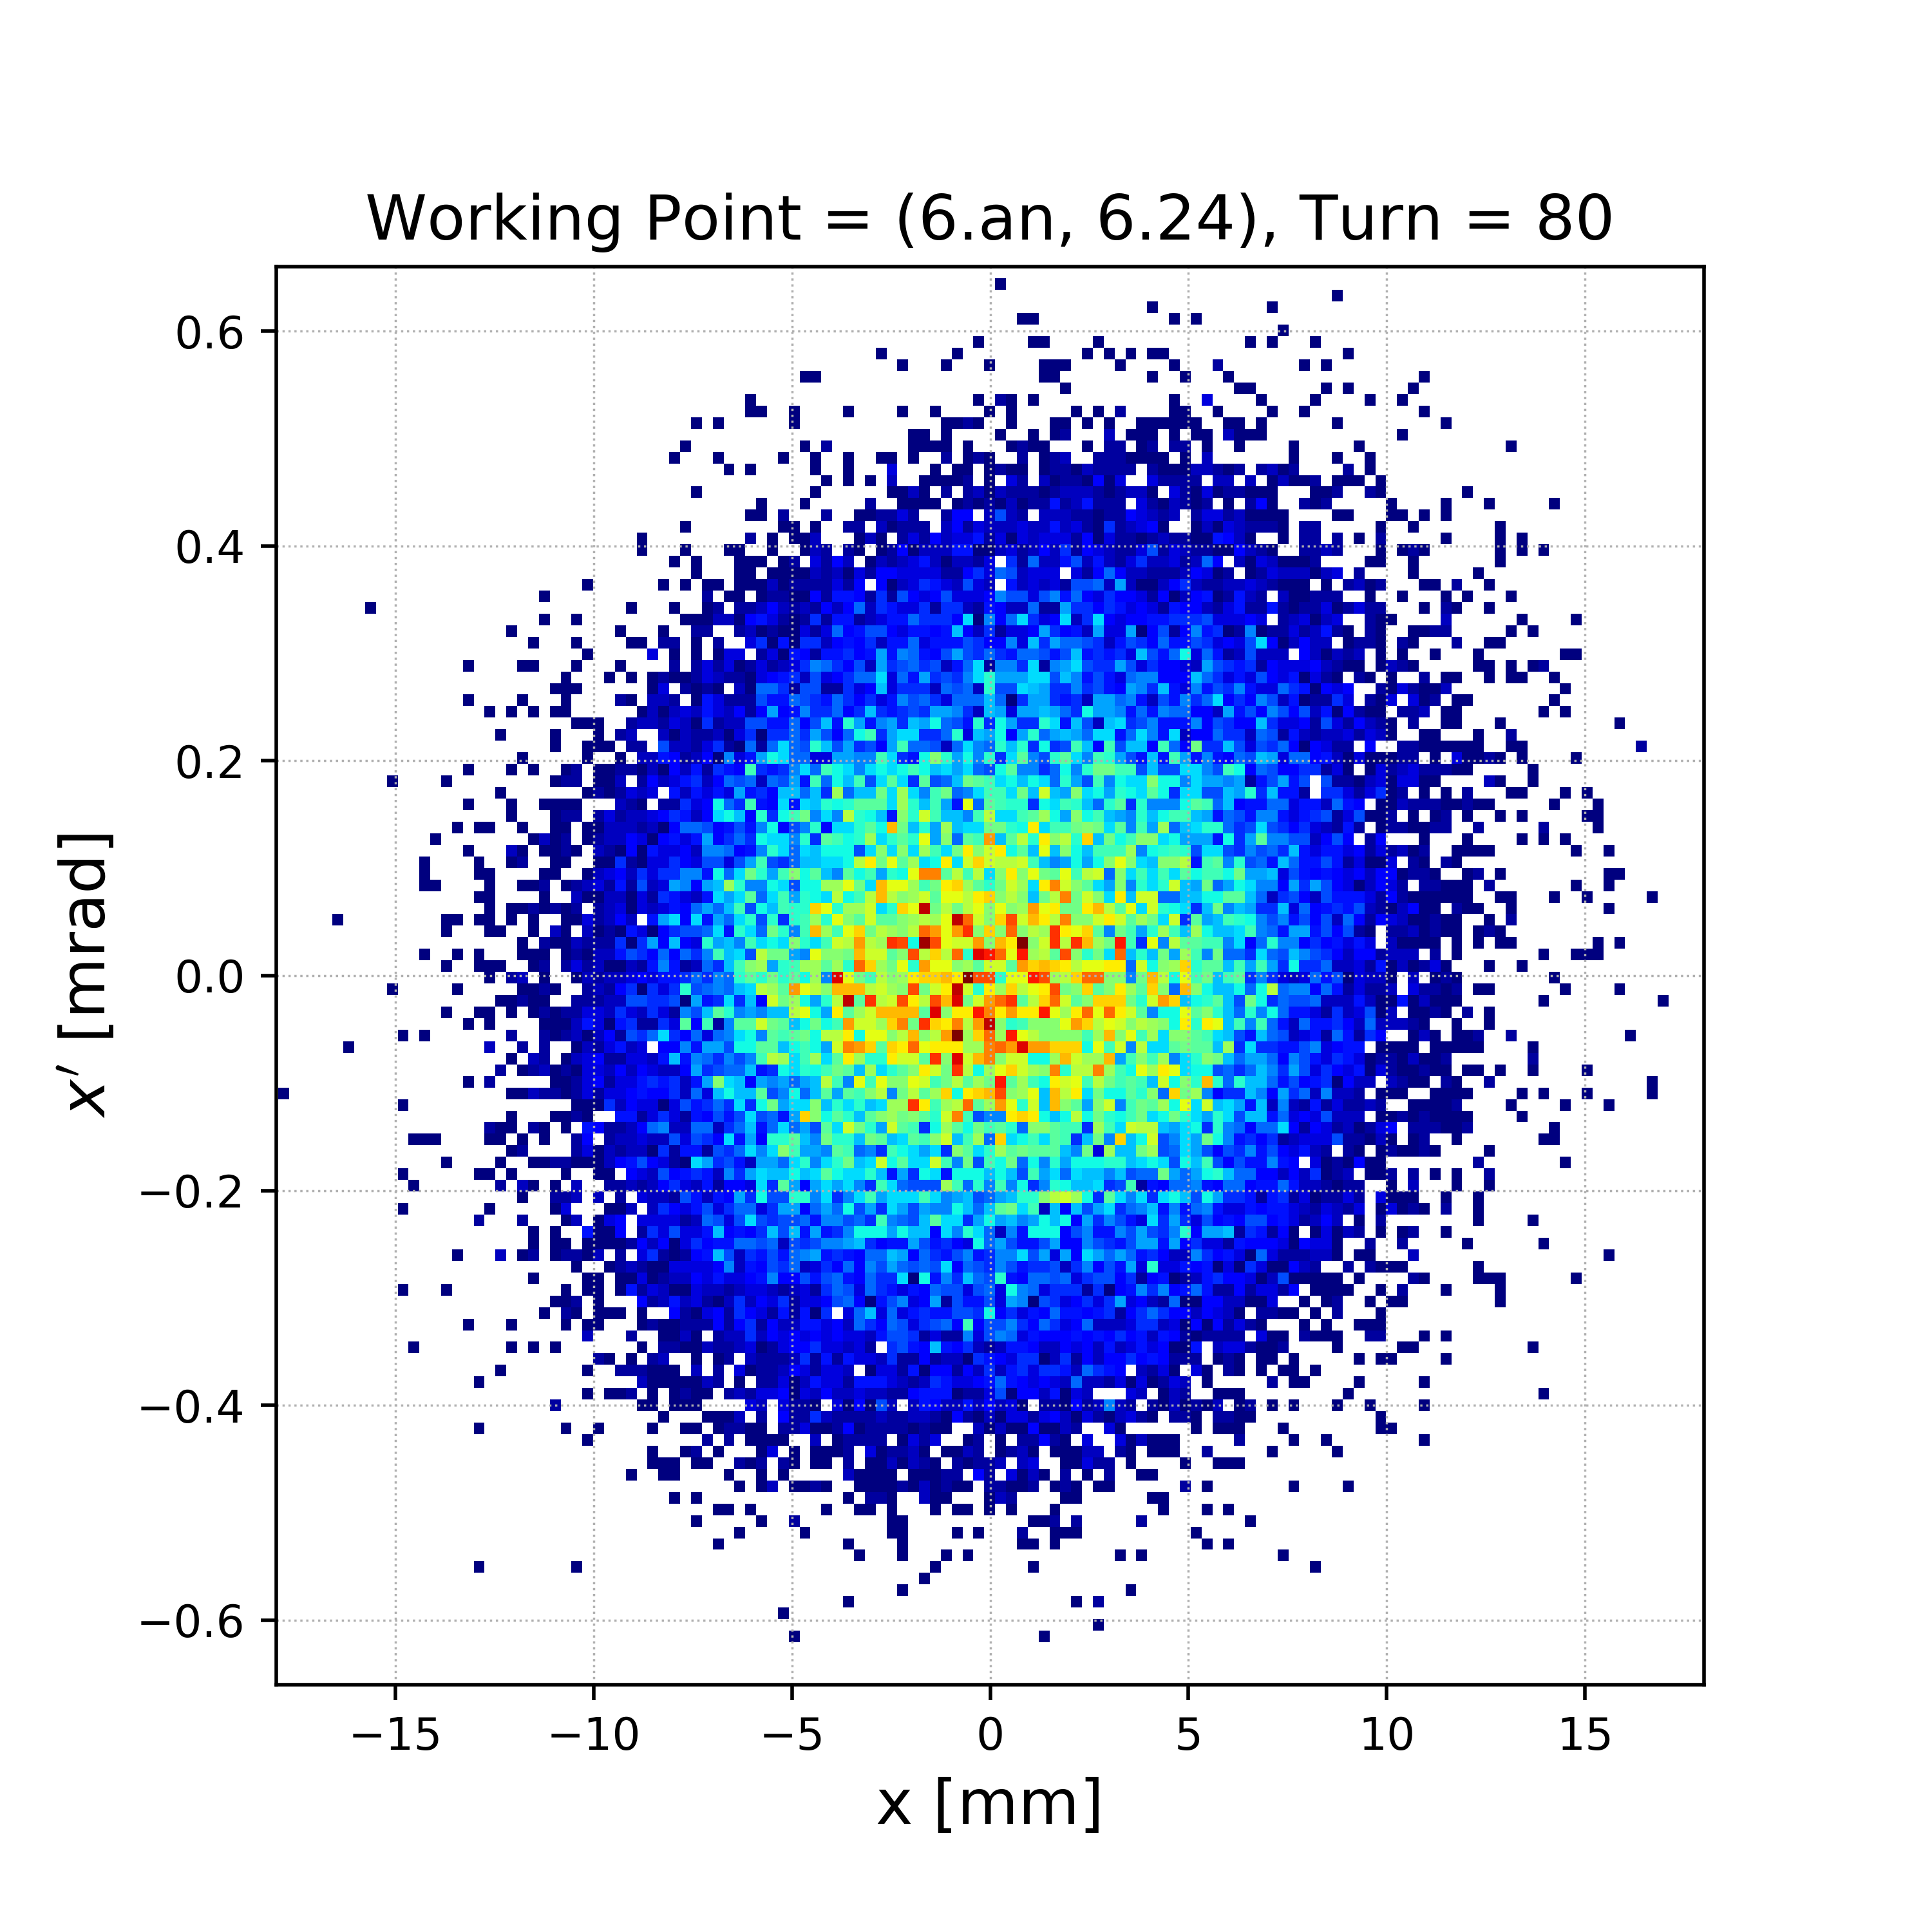 Working Point = (6.an, 6.24), Turn = 80
0.6
0.4
0.2
0.0
−0.2
−0.4
−0.6
x′ [mrad]
−15 −10 −5 0 5 10 15
x [mm]